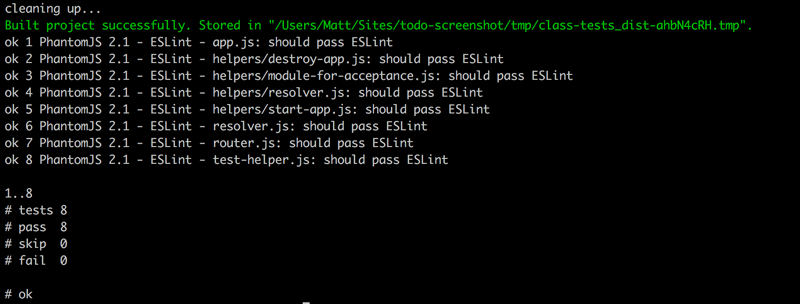 cleaning up...
Built project successfully. Stored in "/Users/Matt/Sites/todo-screenshot/tmp/class-tests_dist-ahbN4cRH.tmp".
ok 1 PhantomJS 2.1 - ESLint - app.js: should pass ESLint
ok 2 PhantomJS 2.1 - ESLint - helpers/destroy-app.js: should pass ESLint
ok 3 PhantomJS 2.1 - ESLint - helpers/module-for-acceptance.js: should pass ESLint
ok 4 PhantomJS 2.1 - ESLint - helpers/resolver.js: should pass ESLint
ok 5 PhantomJS 2.1 - ESLint - helpers/start-app.js: should pass ESLint
ok 6 PhantomJS 2.1 - ESLint - resolver.js: should pass ESLint
ok 7 PhantomJS 2.1 - ESLint - router.js: should pass ESLint
ok 8 PhantomJS 2.1 - ESLint - test-helper.js: should pass ESLint
1..8
# tests 8
# pass  8
# skip  0
# fail  0
# ok